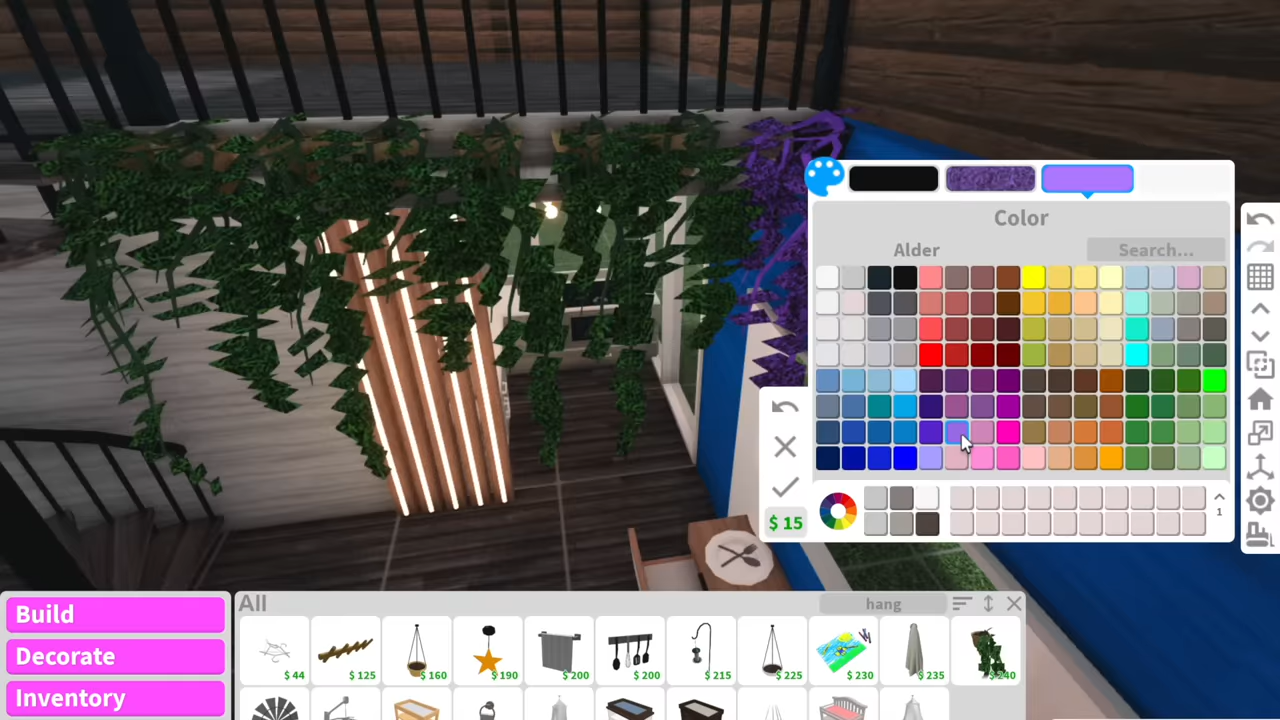 Color
Alder
Search...
1
$ 15
Build
Decorate
Inventory
All
hang
$ 44
$ 125
$ 160
$ 190
$ 200
$ 200
$ 215
$ 225
$ 230
$ 235
$ 240